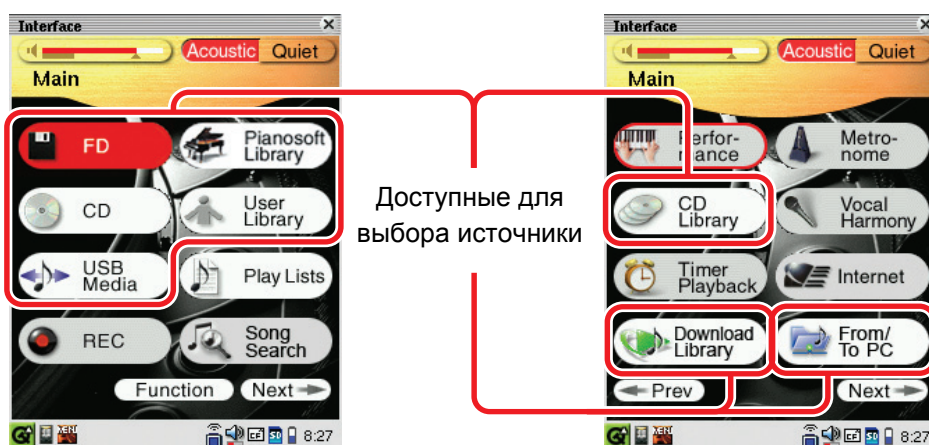 Interface
Acoustic Quiet
Main
FD
Pianosoft
Library
CD
User
Library
USB
Media
Play Lists
REC
Song
Search
Function
Next
8:27
Доступные для
выбора источники
Interface
Acoustic Quiet
Main
Perfor-
mance
Metro-
nome
CD
Library
Vocal
Harmony
Timer
Playback
Internet
Download
Library
From/
To PC
Prev
Next
8:27